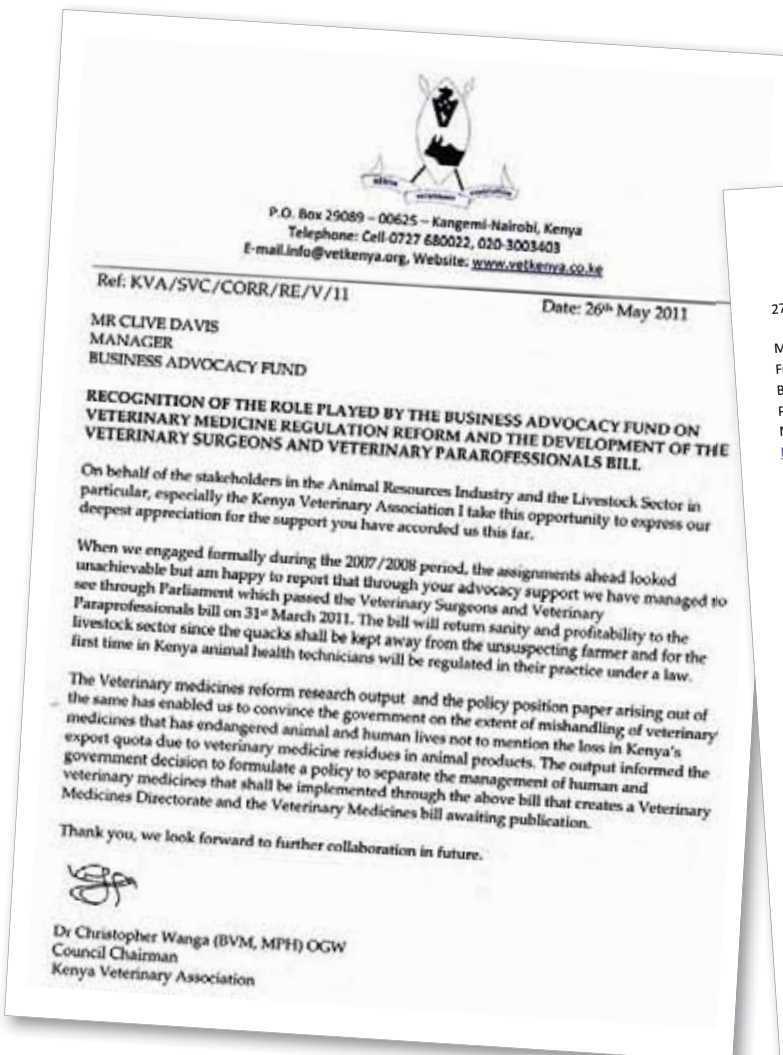 P.O. Box 29089 – 00625 – Kangemi-Nairobi, Kenya
Telephone: Cell-0727 680022, 020-3003403
E-mail.info@vetkenya.org, Website: www.vetkenya.co.ke
Ref: KVA/SVC/CORR/RE/V/11
Date: 26th May 2011
MR CLIVE DAVIS
MANAGER
BUSINESS ADVOCACY FUND
RECOGNITION OF THE ROLE PLAYED BY THE BUSINESS ADVOCACY FUND ON
VETERINARY MEDICINE REGULATION REFORM AND THE DEVELOPMENT OF THE
VETERINARY SURGEONS AND VETERINARY PARAROFESSIONALS BILL
On behalf of the stakeholders in the Animal Resources Industry and the Livestock Sector in
particular, especially the Kenya Veterinary Association I take this opportunity to express our
deepest appreciation for the support you have accorded us this far.
When we engaged formally during the 2007/2008 period, the assignments ahead looked
unachievable but am happy to report that through your advocacy support we have managed to
see through Parliament which passed the Veterinary Surgeons and Veterinary
Paraprofessionals bill on 31st March 2011. The bill will return sanity and profitability to the
livestock sector since the quacks shall be kept away from the unsuspecting farmer and for the
first time in Kenya animal health technicians will be regulated in their practice under a law.
The Veterinary medicines reform research output and the policy position paper arising out of
the same has enabled us to convince the government on the extent of mishandling of veterinary
medicines that has endangered animal and human lives not to mention the loss in Kenya's
export quota due to veterinary medicine residues in animal products. The output informed the
government decision to formulate a policy to separate the management of human and
veterinary medicines that shall be implemented through the above bill that creates a Veterinary
Medicines Directorate and the Veterinary Medicines bill awaiting publication.
Thank you, we look forward to further collaboration in future.
Dr Christopher Wanga (BVM, MPH) OGW
Council Chairman
Kenya Veterinary Association
27